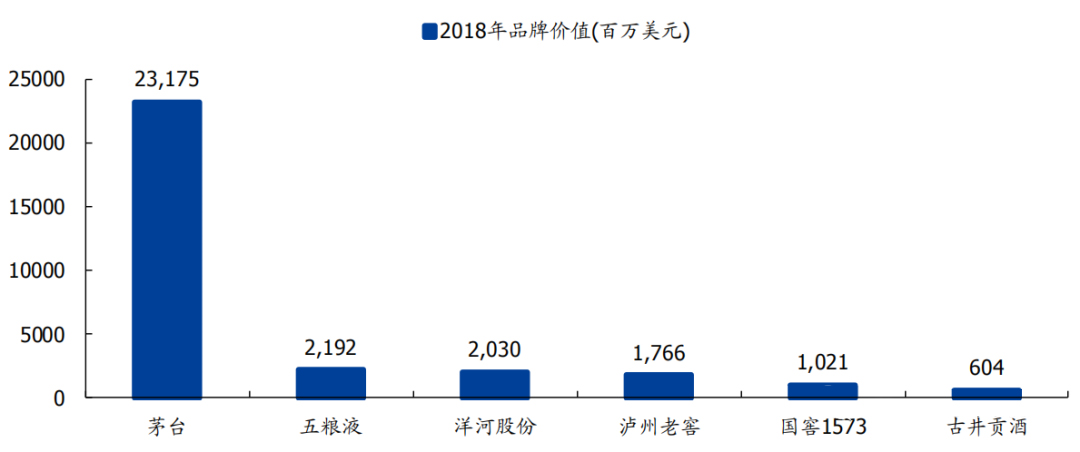 2018年品牌价值(百万美元)
25000
20000
15000
10000
5000
0
23,175
2,192
2,030
1,766
1,021
604
茅台
五粮液
洋河股份
泸州老窖
国窖1573
古井贡酒